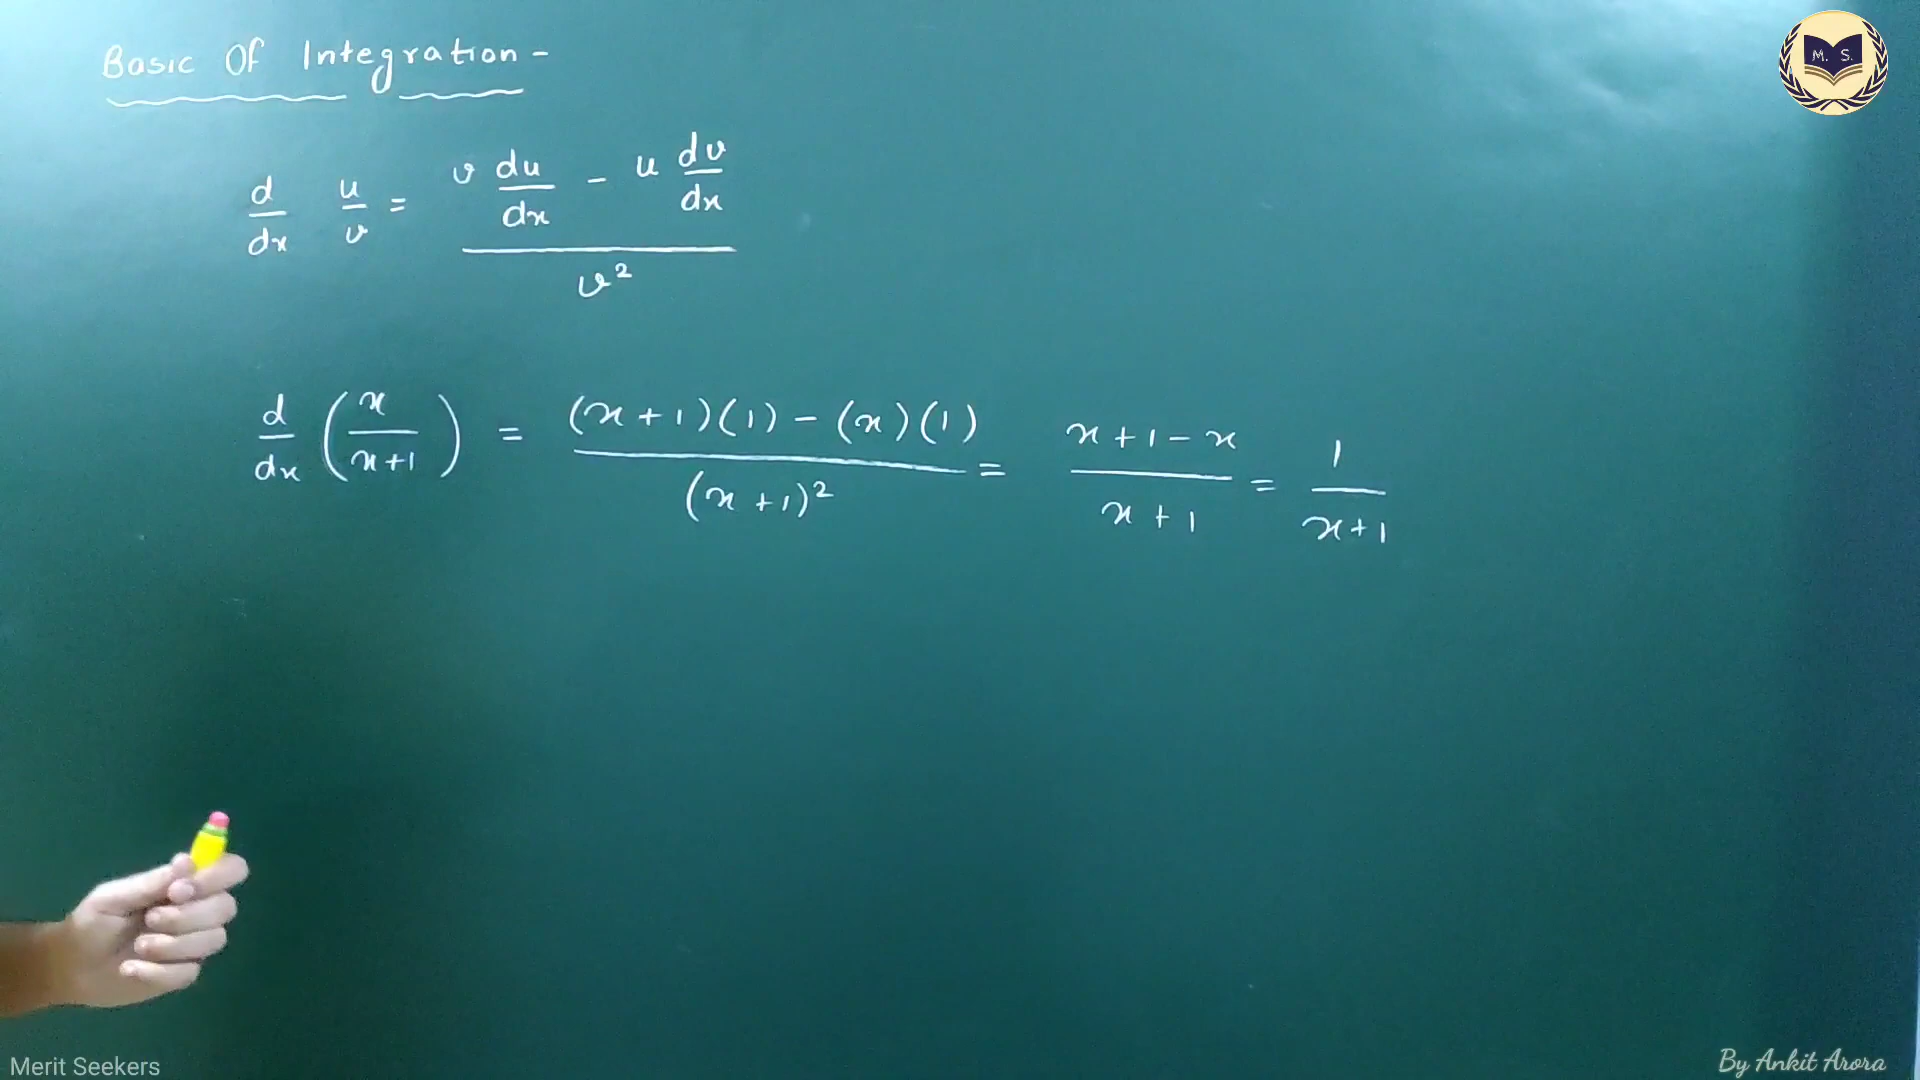 Basic Of Integration -
M. S.
d/dx u/v = (v du/dx - u dv/dx)/v²
d/dx (x/(x+1)) = ((x+1)(1) - (x)(1))/(x+1)² = (x+1-x)/(x+1) = 1/(x+1)
Merit Seekers
By Ankit Arora